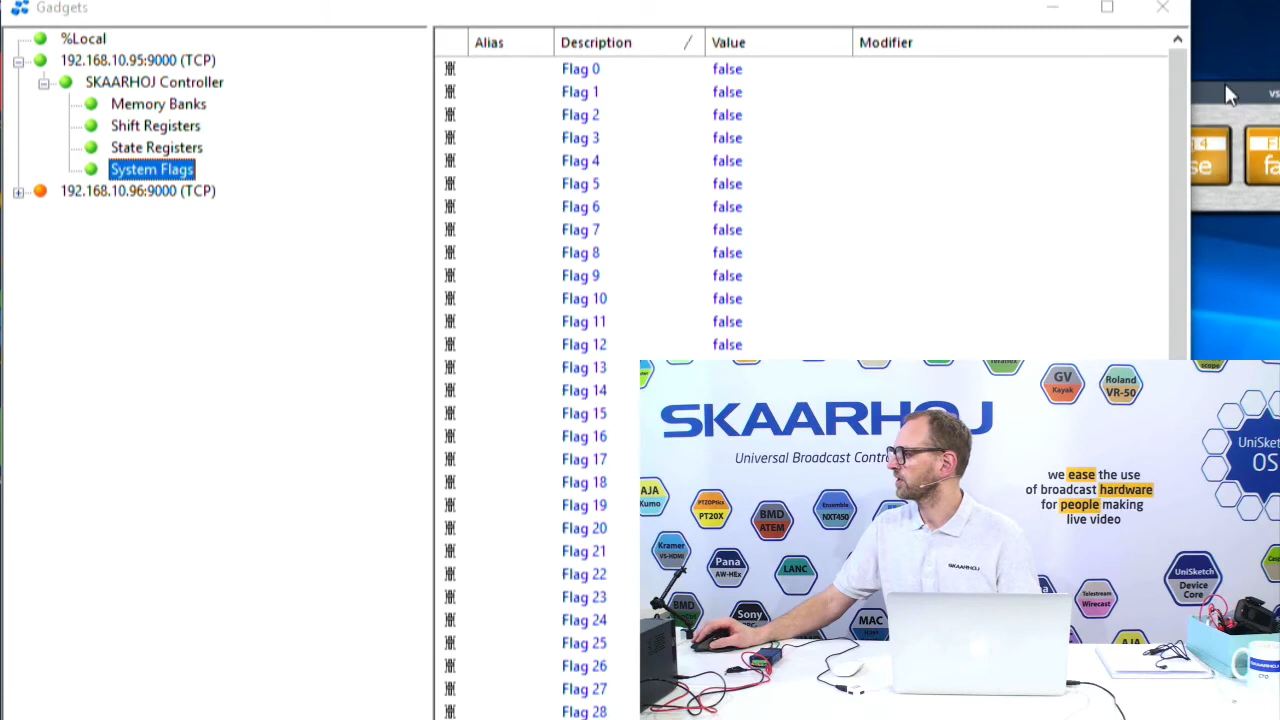 Gadgets
%Local
192.168.10.95:9000 (TCP)
SKAARHOJ Controller
Memory Banks
Shift Registers
State Registers
System Flags
192.168.10.96:9000 (TCP)
Alias Description Value Modifier
Flag 0 false
Flag 1 false
Flag 2 false
Flag 3 false
Flag 4 false
Flag 5 false
Flag 6 false
Flag 7 false
Flag 8 false
Flag 9 false
Flag 10 false
Flag 11 false
Flag 12 false
Flag 13
Flag 14
Flag 15
Flag 16
Flag 17
Flag 18
Flag 19
Flag 20
Flag 21
Flag 22
Flag 23
Flag 24
Flag 25
Flag 26
Flag 27
Flag 28
SKAARHOJ
Universal Broadcast Contro
we ease the use
of broadcast hardware
for people making
live video
GV
Kayak
Roland
VR-50
UniSket
OS
AJA
Kumo
PTZOptics
PT20X
BMD
ATEM
Ensemble
NXT450
Kramer
VS-HDMI
Pana
AW-HEx
LANC
BMD
Sony
MAC
SKAARHOJ
UniSketch
Device
Core
Telestream
Wirecast
AJA
SKAARHOJ
CTO